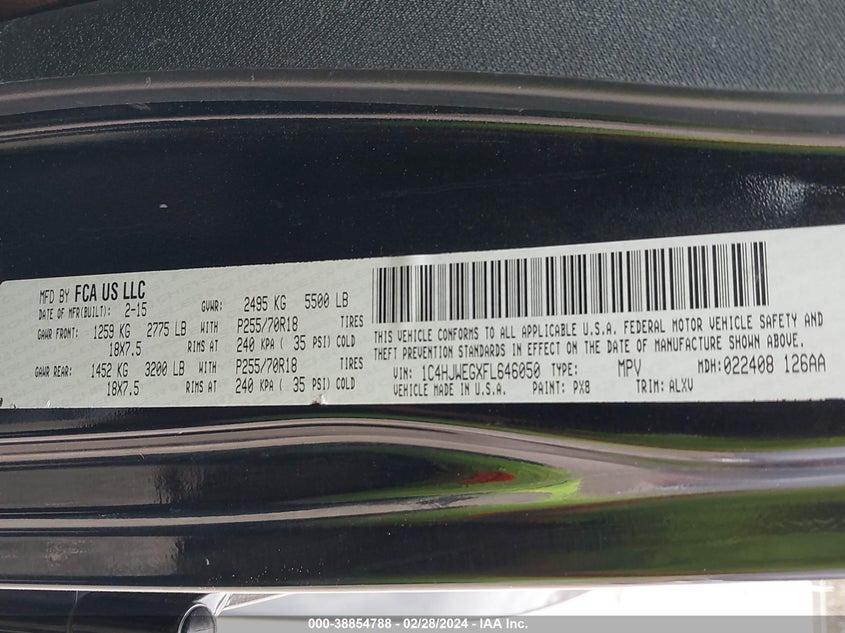 MFD BY FCA US LLC
DATE OF MFR(BUILT): 2-15 GVWR: 2495 KG 5500 LB
GAWR FRONT: 1259 KG 2775 LB WITH P255/70R18 TIRES
18X7.5 RIMS AT 240 KPA ( 35 PSI) COLD
GAWR REAR: 1452 KG 3200 LB WITH P255/70R18 TIRES
18X7.5 RIMS AT 240 KPA ( 35 PSI) COLD
THIS VEHICLE CONFORMS TO ALL APPLICABLE U.S.A. FEDERAL MOTOR VEHICLE SAFETY AND
THEFT PREVENTION STANDARDS IN EFFECT ON THE DATE OF MANUFACTURE SHOWN ABOVE.
VIN: 1C4HJWEGXFL646050 TYPE: MPV MDH:022408 126AA
VEHICLE MADE IN U.S.A. PAINT: PX8 TRIM: ALXV
000-38854788 - 02/28/2024 - IAA Inc.